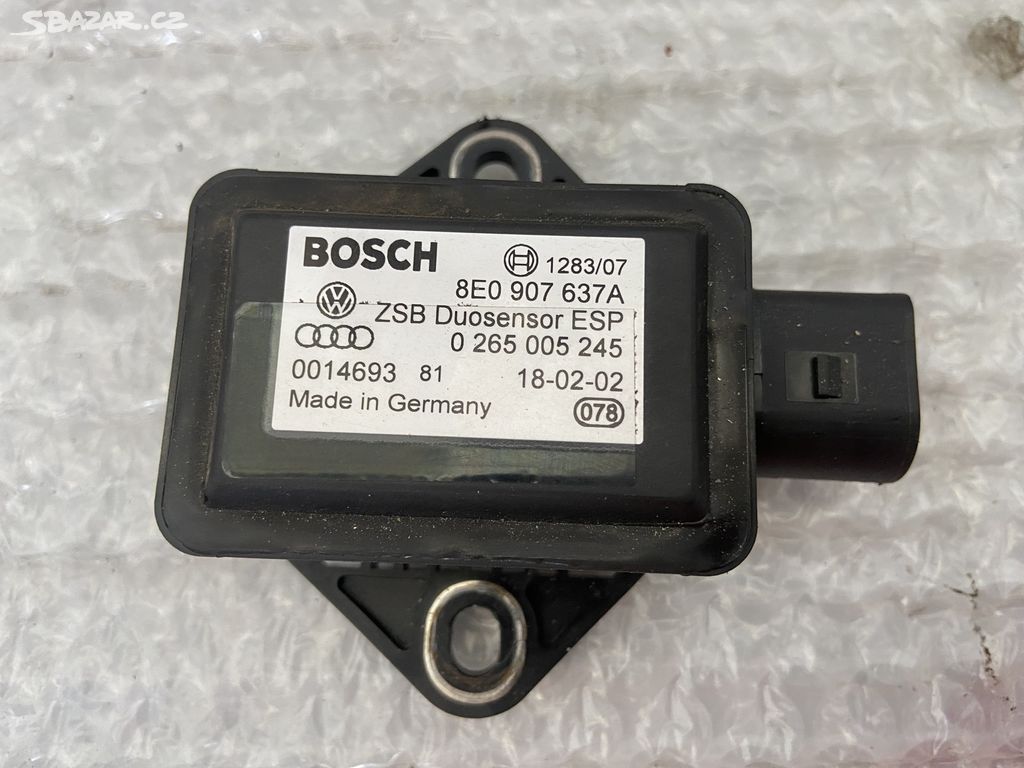 SBAZAR.CZ
BOSCH
1283/07
8E0 907 637A
ZSB Duosensor ESP
0 265 005 245
0014693 81 18-02-02
Made in Germany 078